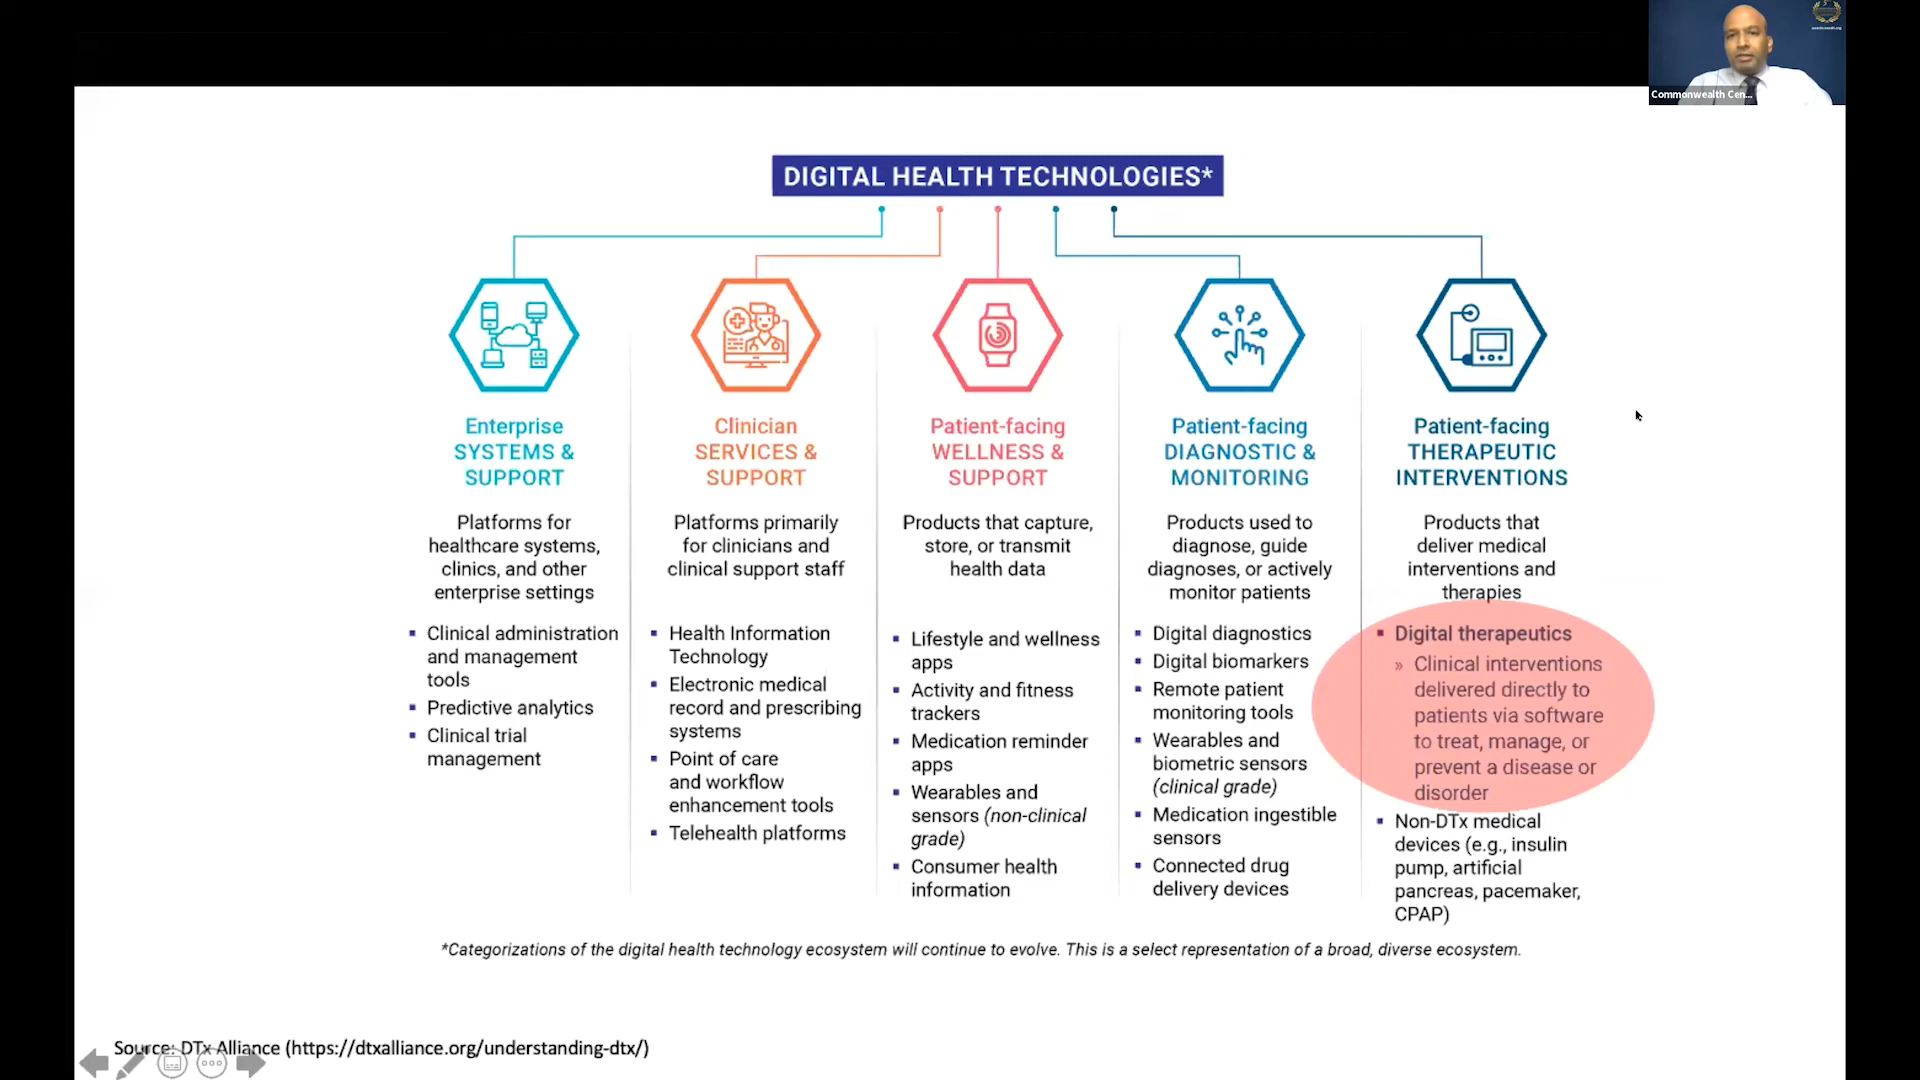 Commonwealth Cen...
DIGITAL HEALTH TECHNOLOGIES*
Enterprise
SYSTEMS &
SUPPORT
Platforms for
healthcare systems,
clinics, and other
enterprise settings
▪ Clinical administration
and management
tools
▪ Predictive analytics
▪ Clinical trial
management
Clinician
SERVICES &
SUPPORT
Platforms primarily
for clinicians and
clinical support staff
▪ Health Information
Technology
▪ Electronic medical
record and prescribing
systems
▪ Point of care
and workflow
enhancement tools
▪ Telehealth platforms
Patient-facing
WELLNESS &
SUPPORT
Products that capture,
store, or transmit
health data
▪ Lifestyle and wellness
apps
▪ Activity and fitness
trackers
▪ Medication reminder
apps
▪ Wearables and
sensors (non-clinical
grade)
▪ Consumer health
information
Patient-facing
DIAGNOSTIC &
MONITORING
Products used to
diagnose, guide
diagnoses, or actively
monitor patients
▪ Digital diagnostics
▪ Digital biomarkers
▪ Remote patient
monitoring tools
▪ Wearables and
biometric sensors
(clinical grade)
▪ Medication ingestible
sensors
▪ Connected drug
delivery devices
Patient-facing
THERAPEUTIC
INTERVENTIONS
Products that
deliver medical
interventions and
therapies
▪ Digital therapeutics
» Clinical interventions
delivered directly to
patients via software
to treat, manage, or
prevent a disease or
disorder
▪ Non-DTx medical
devices (e.g., insulin
pump, artificial
pancreas, pacemaker,
CPAP)
*Categorizations of the digital health technology ecosystem will continue to evolve. This is a select representation of a broad, diverse ecosystem.
Source: DTx Alliance (https://dtxalliance.org/understanding-dtx/)